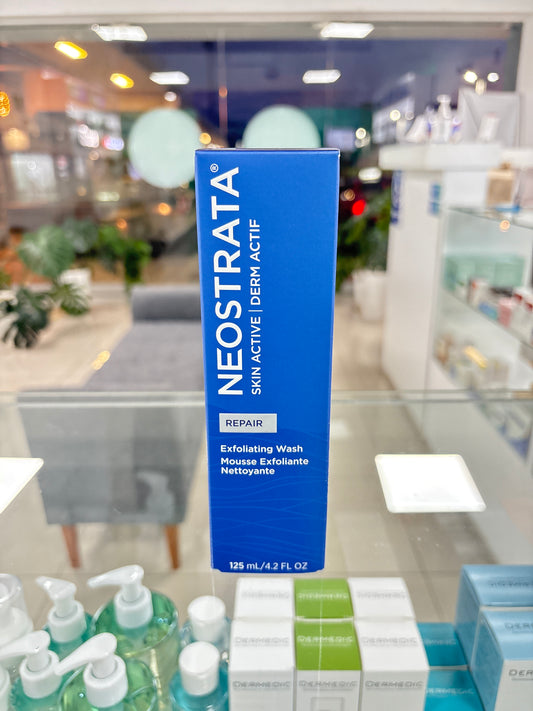 NEOSTRATA®
SKIN ACTIVE | DERM ACTIF
REPAIR
Exfoliating Wash
Mousse Exfoliante
Nettoyante
125 mL/4.2 FL OZ
DERMEDIC
DERMEDIC
DERMEDIC
DERMEDIC